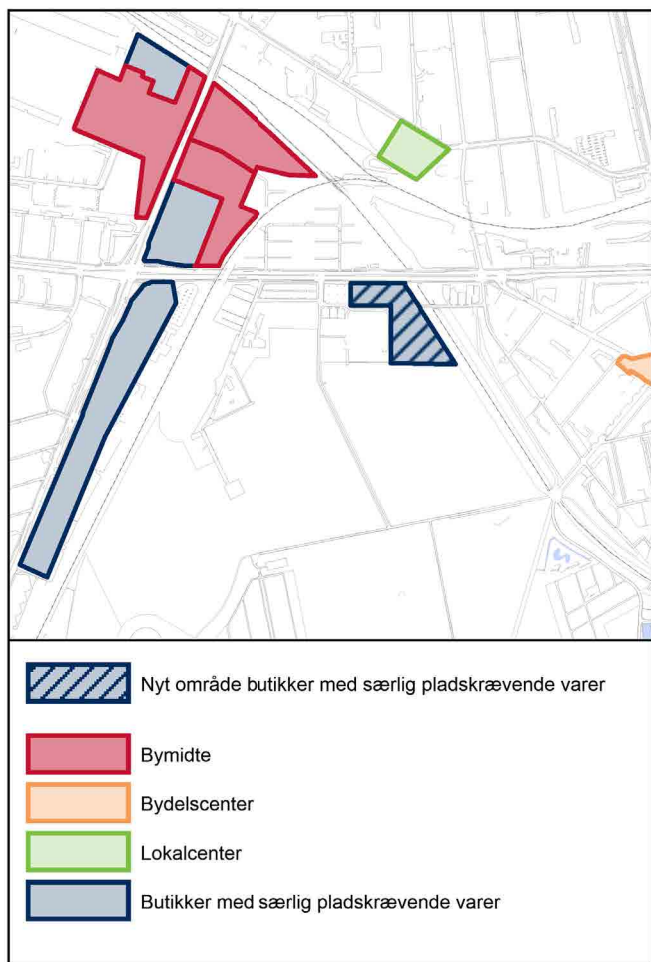 Nyt område butikker med særlig pladskrævende varer
Bymidte
Bydelscenter
Lokalcenter
Butikker med særlig pladskrævende varer